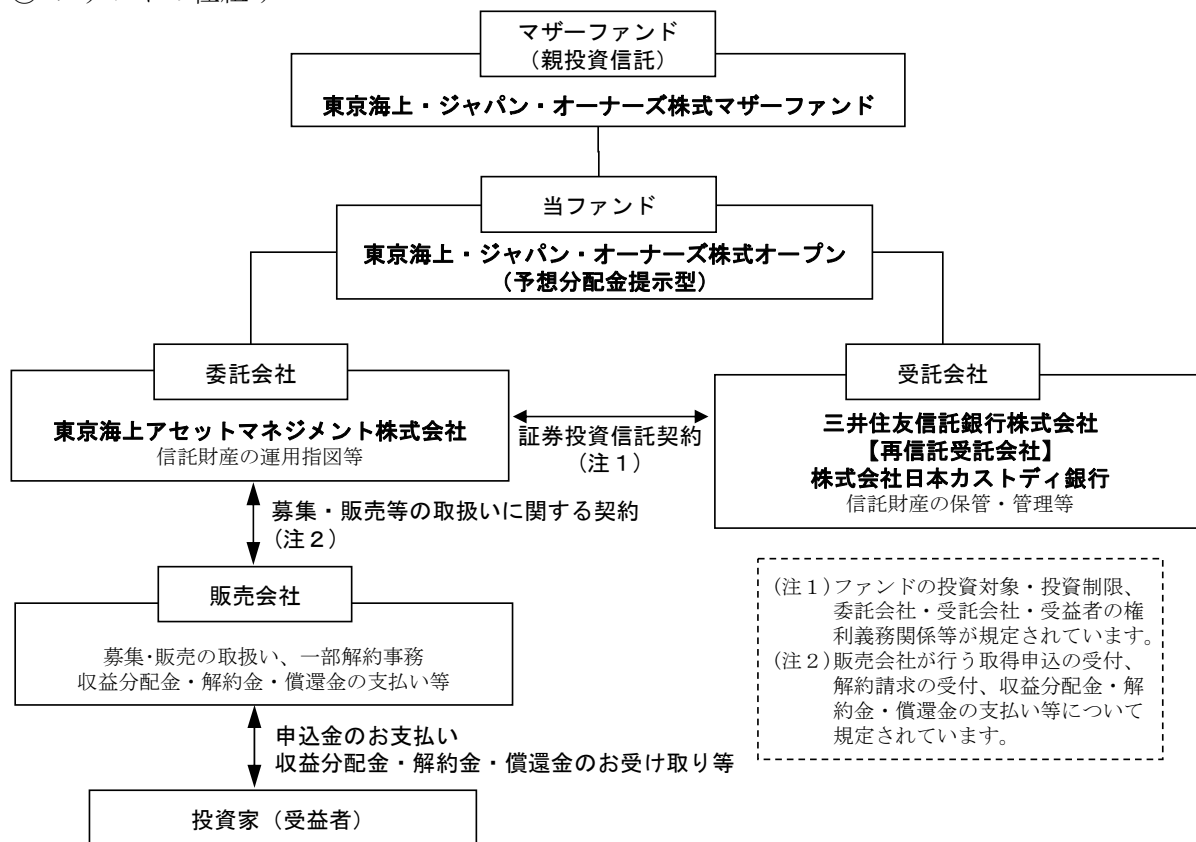 マザーファンド
(親投資信託)
東京海上・ジャパン・オーナーズ株式マザーファンド
当ファンド
東京海上・ジャパン・オーナーズ株式オープン
(予想分配金提示型)
委託会社
東京海上アセットマネジメント株式会社
信託財産の運用指図等
証券投資信託契約
(注1)
受託会社
三井住友信託銀行株式会社
【再信託受託会社】
株式会社日本カストディ銀行
信託財産の保管・管理等
募集・販売等の取扱いに関する契約
(注2)
販売会社
募集・販売の取扱い、一部解約事務
収益分配金・解約金・償還金の支払い等
(注1)ファンドの投資対象・投資制限、
委託会社・受託会社・受益者の権
利義務関係等が規定されています。
(注2)販売会社が行う取得申込の受付、
解約請求の受付、収益分配金・解
約金・償還金の支払い等について
規定されています。
申込金のお支払い
収益分配金・解約金・償還金のお受け取り等
投資家(受益者)